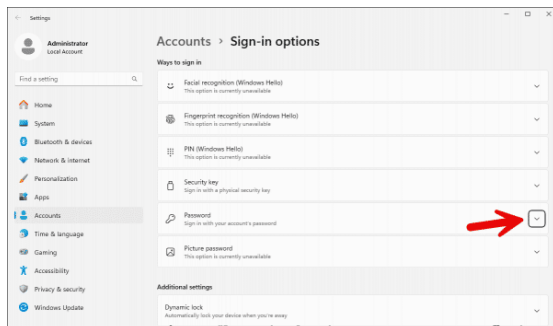 Settings
Administrator
Local Account
Find a setting
Home
System
Bluetooth & devices
Network & internet
Personalization
Apps
Accounts
Time & language
Gaming
Accessibility
Privacy & security
Windows Update
Accounts > Sign-in options
Ways to sign in
Facial recognition (Windows Hello)
This option is currently unavailable
Fingerprint recognition (Windows Hello)
This option is currently unavailable
PIN (Windows Hello)
This option is currently unavailable
Security key
Sign in with a physical security key
Password
Sign in with your account's password
Picture password
This option is currently unavailable
Additional settings
Dynamic lock
Automatically lock your device when you're away